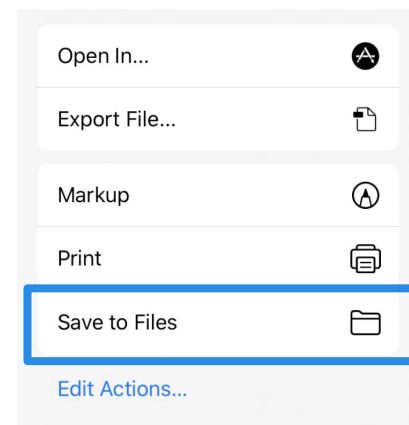 Open In...
Export File...
Markup
Print
Save to Files
Edit Actions...